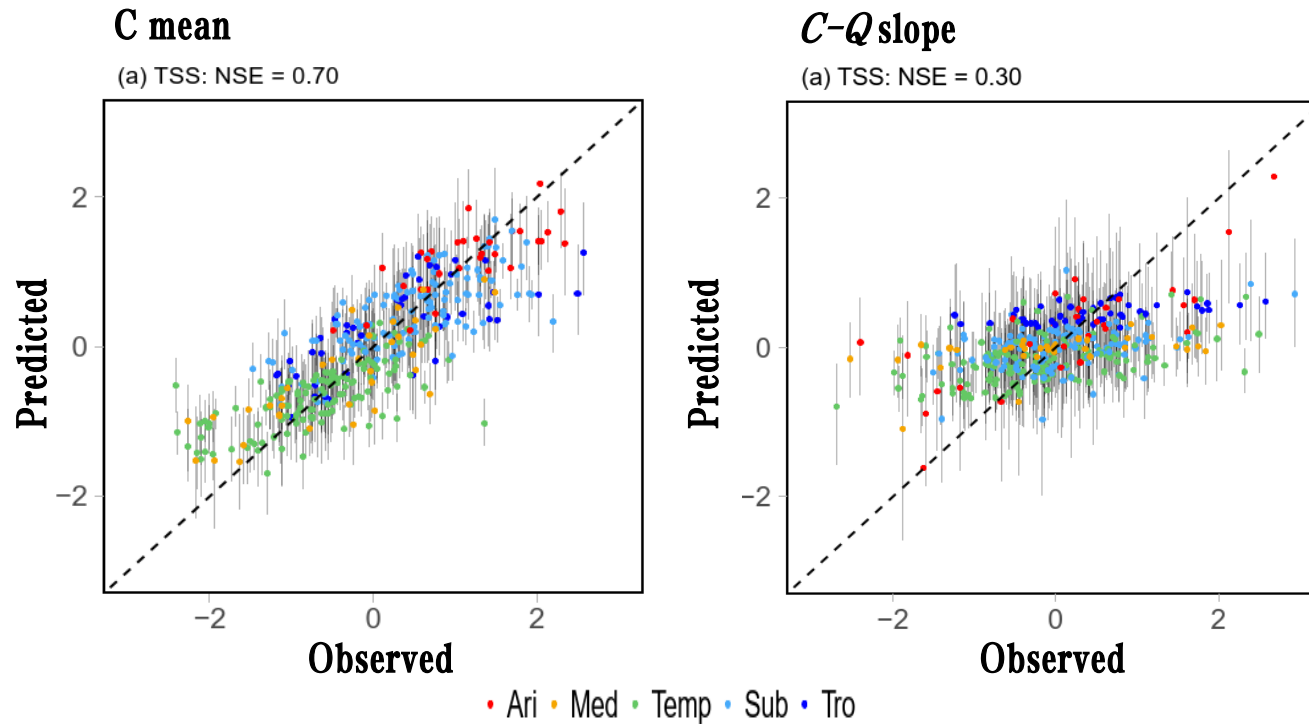 C mean
(a) TSS: NSE = 0.70
Predicted
2
0
−2
−2 0 2
Observed
C-Q slope
(a) TSS: NSE = 0.30
Predicted
2
0
−2
−2 0 2
Observed
Ari Med Temp Sub Tro